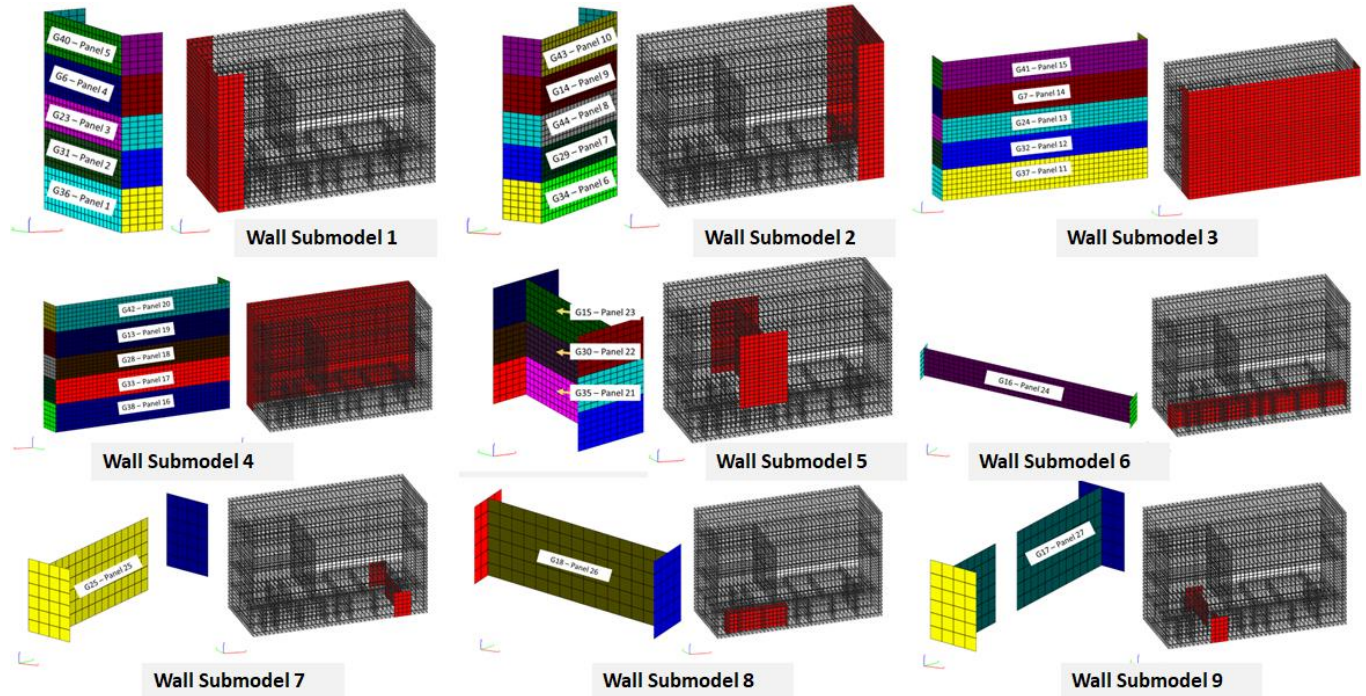 G40 – Panel 5
G6 – Panel 4
G23 – Panel 3
G31 – Panel 2
G36 – Panel 1
Wall Submodel 1
G43 – Panel 10
G14 – Panel 9
G44 – Panel 8
G29 – Panel 7
G34 – Panel 6
Wall Submodel 2
G41 – Panel 15
G7 – Panel 14
G24 – Panel 13
G32 – Panel 12
G37 – Panel 11
Wall Submodel 3
G42 – Panel 20
G13 – Panel 19
G28 – Panel 18
G33 – Panel 17
G38 – Panel 16
Wall Submodel 4
G15 – Panel 23
G30 – Panel 22
G35 – Panel 21
Wall Submodel 5
G16 – Panel 24
Wall Submodel 6
G25 – Panel 25
Wall Submodel 7
G18 – Panel 26
Wall Submodel 8
G17 – Panel 27
Wall Submodel 9